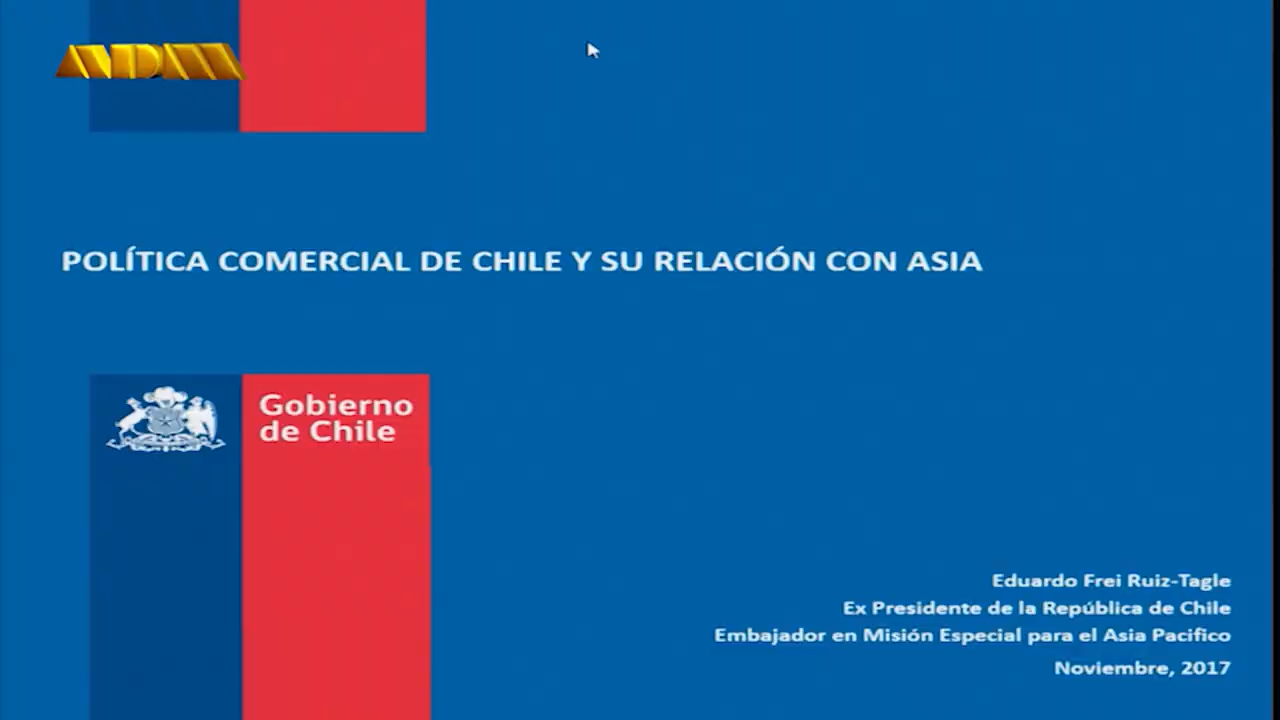 POLÍTICA COMERCIAL DE CHILE Y SU RELACIÓN CON ASIA
Gobierno
de Chile
Eduardo Frei Ruiz-Tagle
Ex Presidente de la República de Chile
Embajador en Misión Especial para el Asia Pacifico
Noviembre, 2017